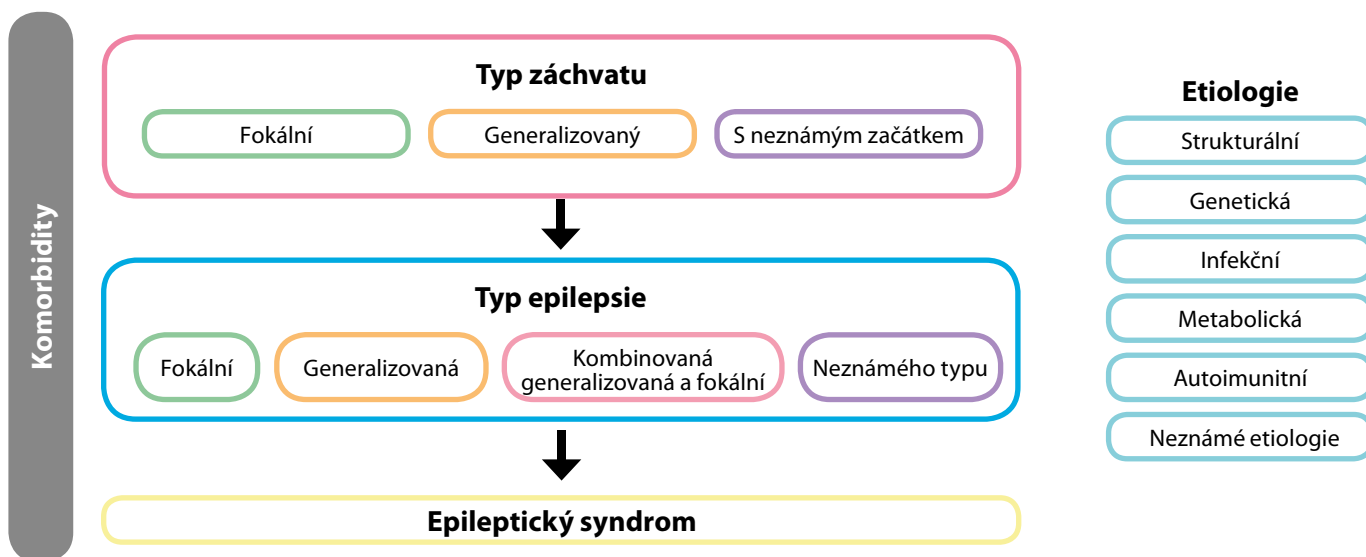 Komorbidity
Typ záchvatu
Fokální
Generalizovaný
S neznámým začátkem
Typ epilepsie
Fokální
Generalizovaná
Kombinovaná
generalizovaná a fokální
Neznámého typu
Epileptický syndrom
Etiologie
Strukturální
Genetická
Infekční
Metabolická
Autoimunitní
Neznámé etiologie